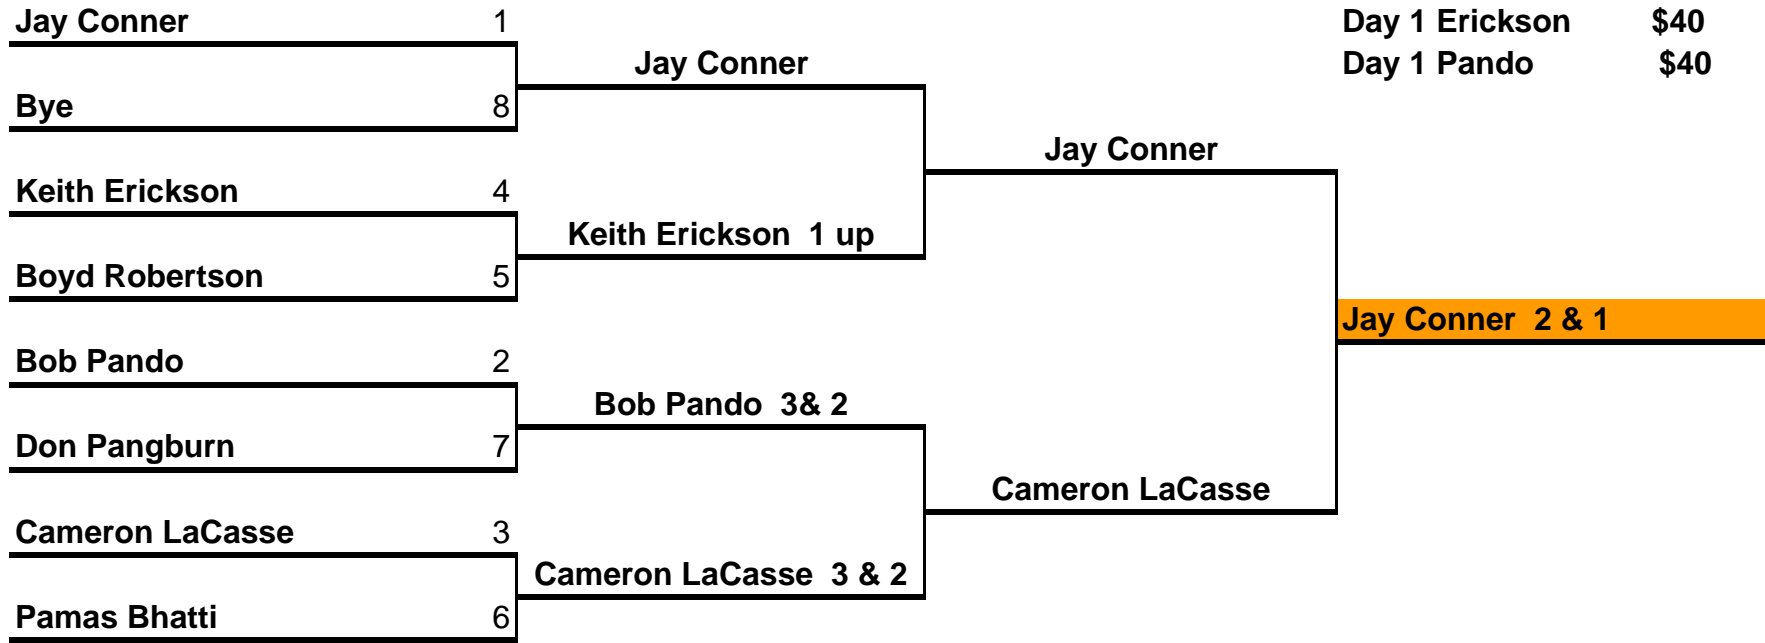 Jay Conner 1
Day 1 Erickson $40
Jay Conner
Day 1 Pando $40
Bye 8
Jay Conner
Keith Erickson 4
Keith Erickson 1 up
Boyd Robertson 5
Jay Conner 2 & 1
Bob Pando 2
Bob Pando 3& 2
Don Pangburn 7
Cameron LaCasse
Cameron LaCasse 3
Cameron LaCasse 3 & 2
Pamas Bhatti 6